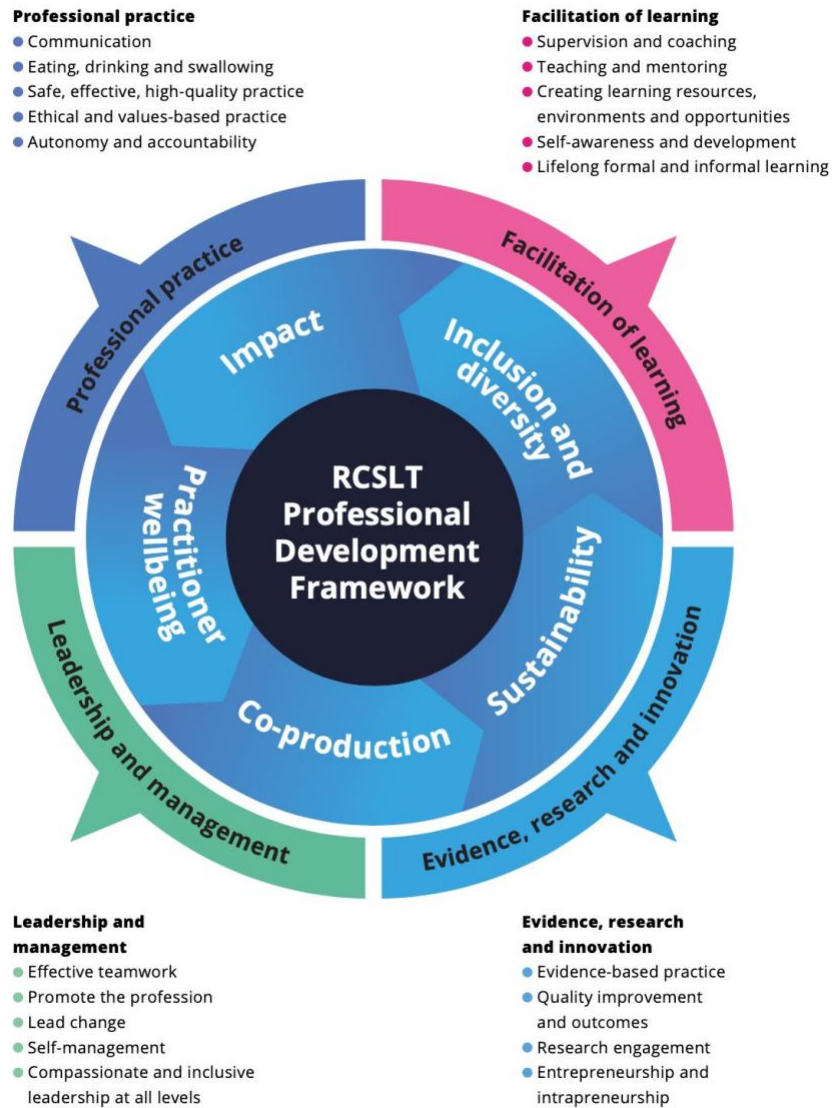 Professional practice
Communication
Eating, drinking and swallowing
Safe, effective, high-quality practice
Ethical and values-based practice
Autonomy and accountability
Facilitation of learning
Supervision and coaching
Teaching and mentoring
Creating learning resources,
environments and opportunities
Self-awareness and development
Lifelong formal and informal learning
Professional practice
Facilitation of learning
Impact
Inclusion and
diversity
RCSLT
Professional
Development
Framework
Practitioner
wellbeing
Sustainability
Co-production
Leadership and management
Evidence, research and innovation
Leadership and
management
Effective teamwork
Promote the profession
Lead change
Self-management
Compassionate and inclusive
leadership at all levels
Evidence, research
and innovation
Evidence-based practice
Quality improvement
and outcomes
Research engagement
Entrepreneurship and
intrapreneurship